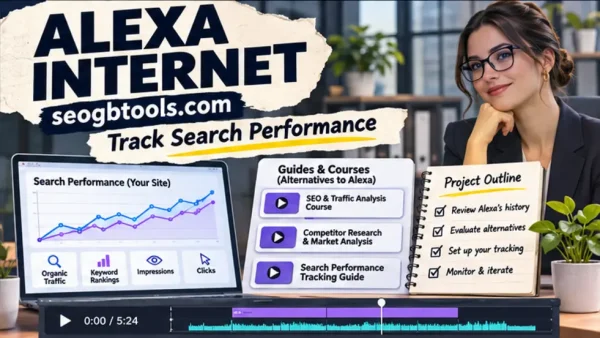 ALEXA
INTERNET
seogbtools.com
Track Search Performance
Search Performance (Your Site)
Organic
Traffic
Keyword
Rankings
Impressions
Clicks
Guides & Courses
(Alternatives to Alexa)
SEO & Traffic Analysis
Course
Competitor Research
& Market Analysis
Search Performance
Tracking Guide
Project Outline
Review Alexa's history
Evaluate alternatives
Set up your tracking
Monitor & iterate
0:00 / 5:24